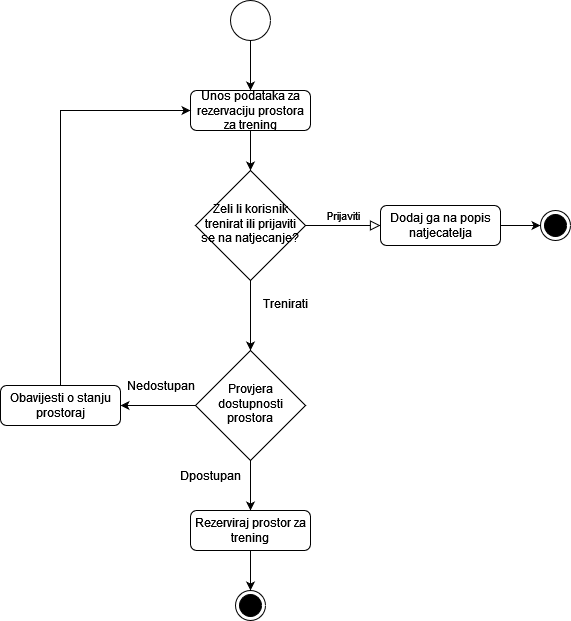 Unos podataka za
rezervaciju prostora
za trening
Želi li korisnik
trenirat ili prijaviti
se na natjecanje?
Prijaviti
Dodaj ga na popis
natjecatelja
Trenirati
Nedostupan
Obavijesti o stanju
prostoraj
Provjera
dostupnosti
prostora
Dpostupan
Rezerviraj prostor za
trening